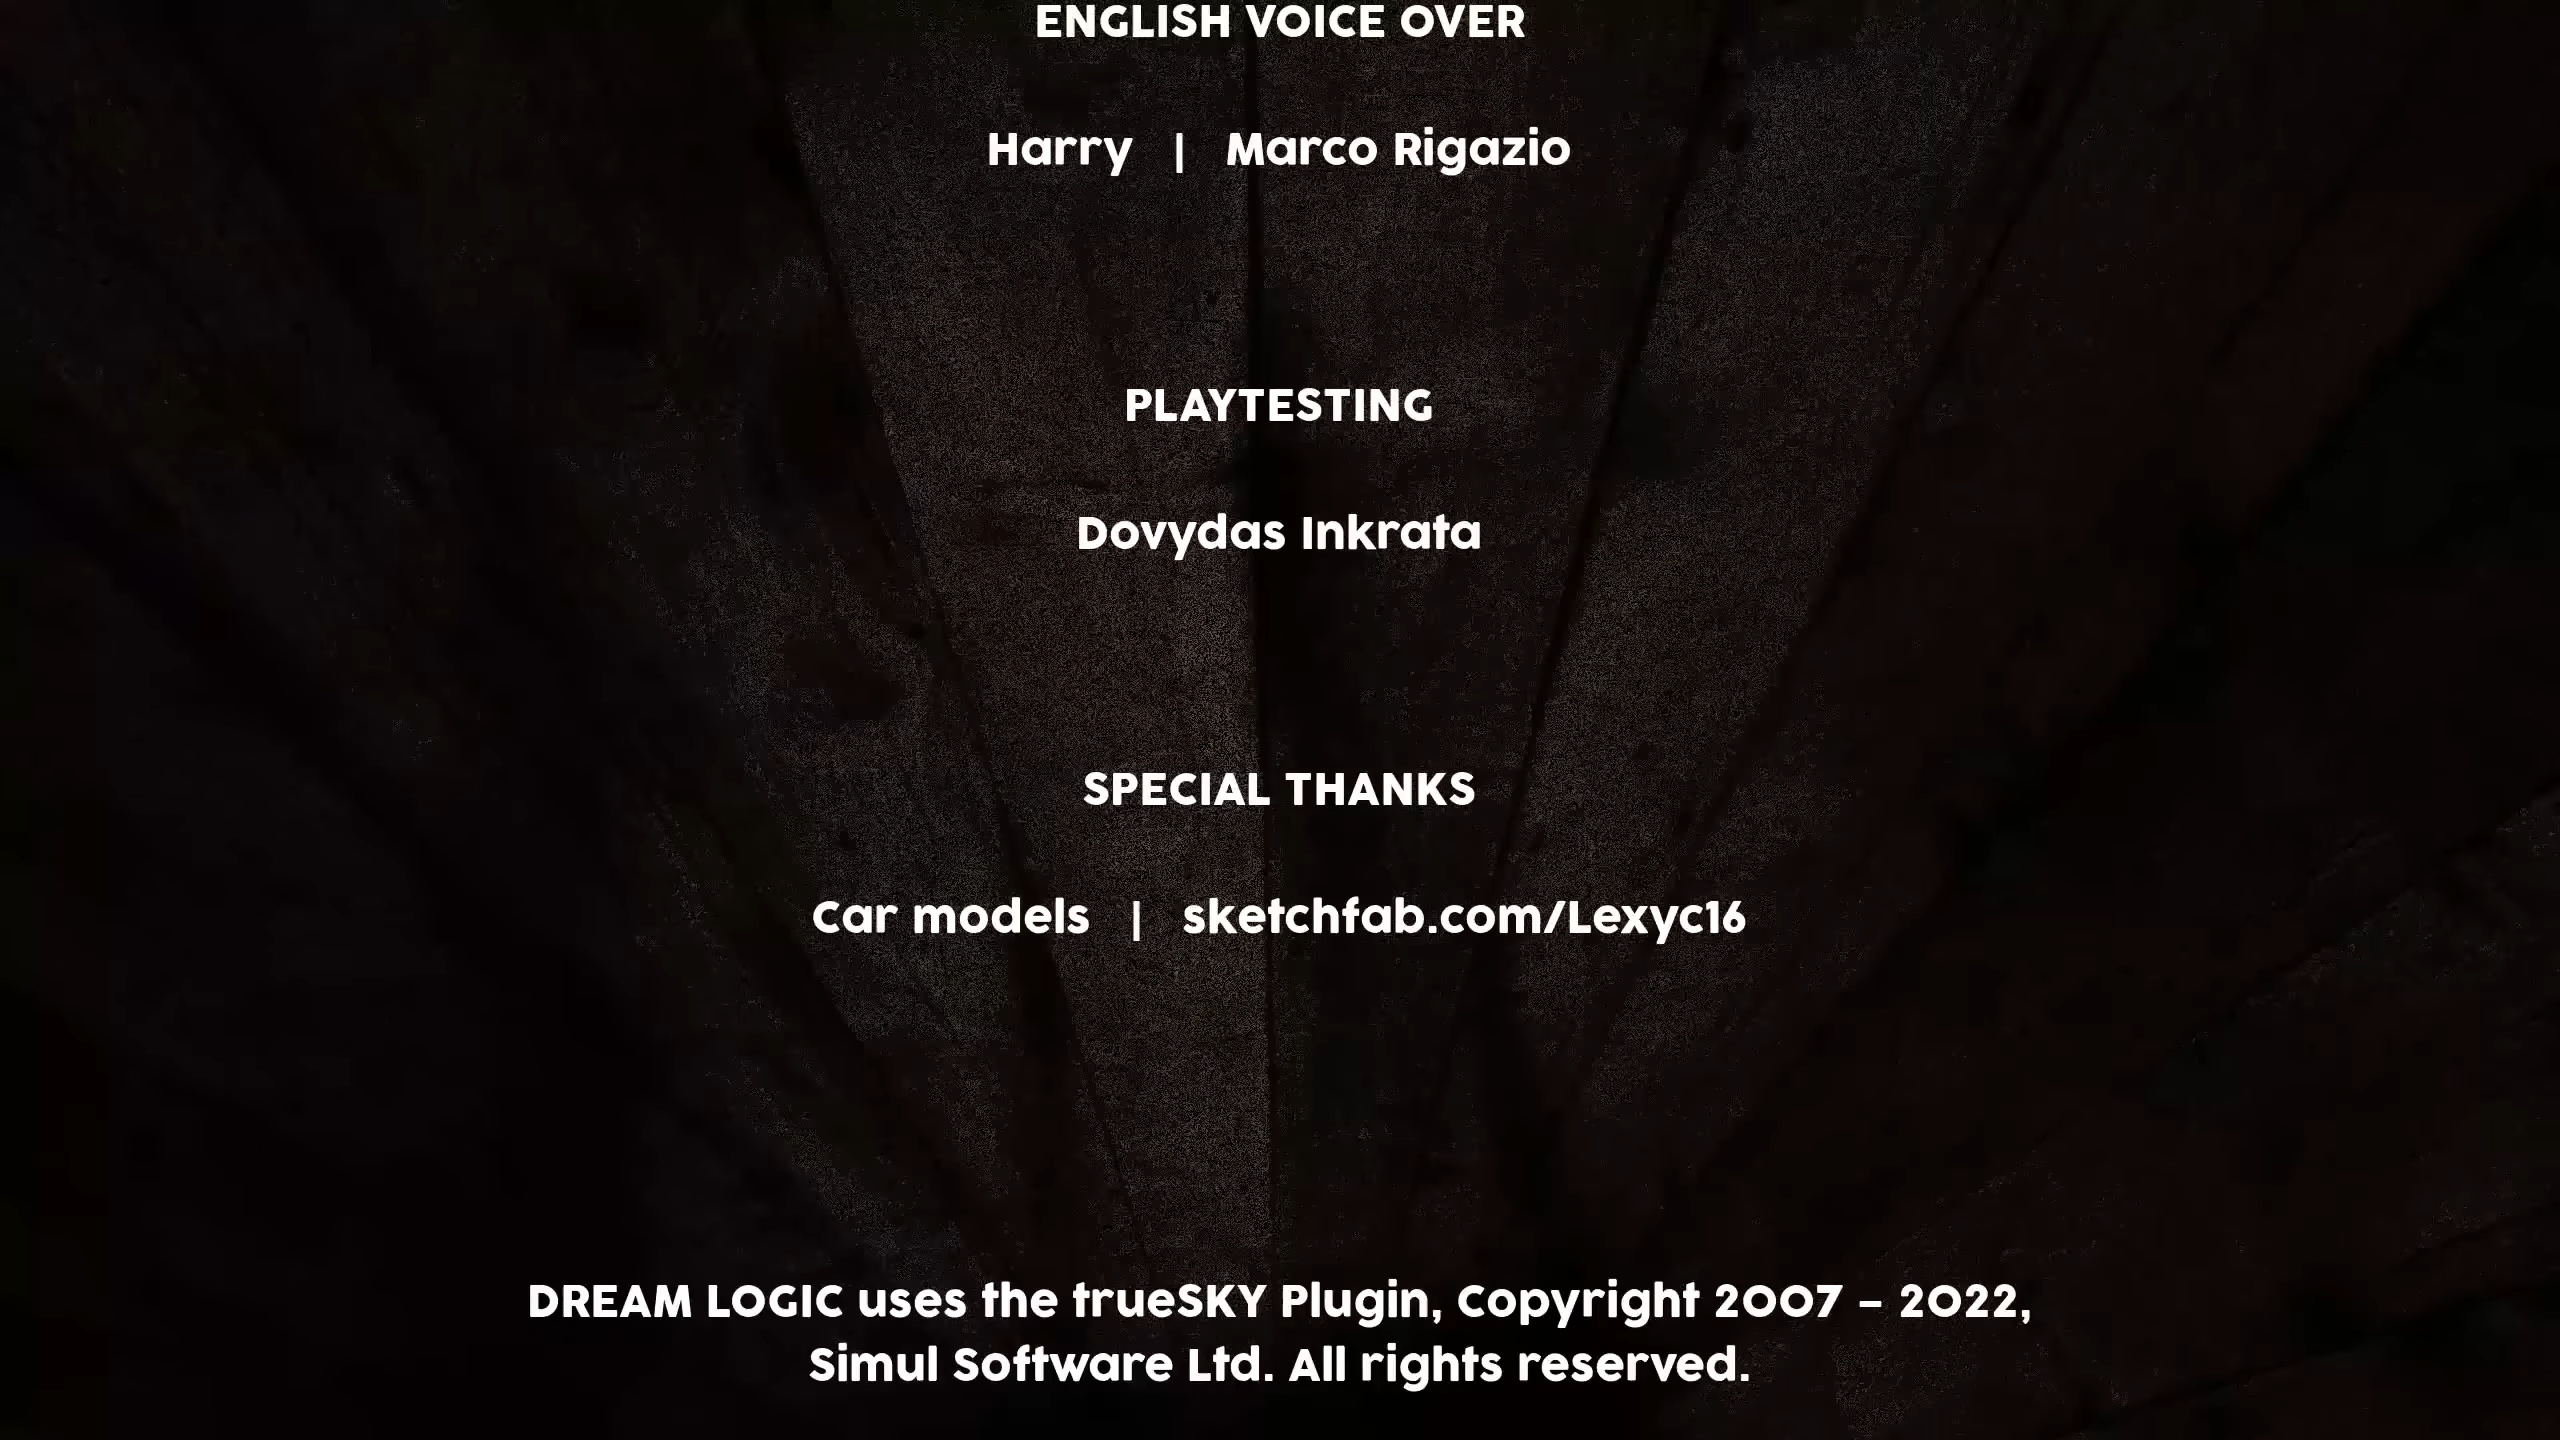 ENGLISH VOICE OVER
Harry | Marco Rigazio
PLAYTESTING
Dovydas Inkrata
SPECIAL THANKS
Car models | sketchfab.com/Lexyc16
DREAM LOGIC uses the trueSKY Plugin, Copyright 2007 – 2022,
Simul Software Ltd. All rights reserved.